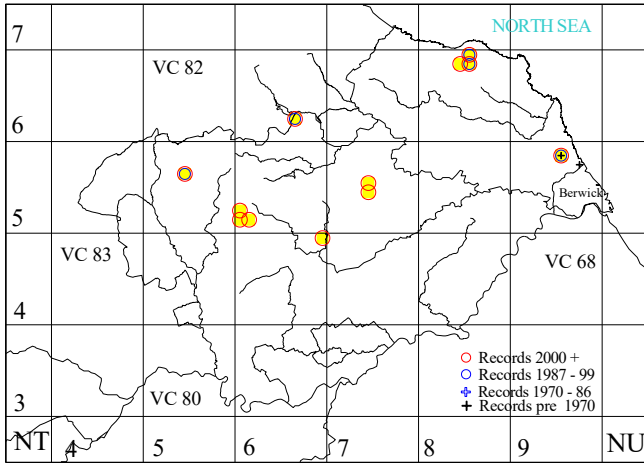 7
NORTH SEA
VC 82
6
Berwick
5
VC 83
VC 68
4
Records 2000 +
Records 1987 - 99
VC 80
Records 1970 - 86
3
Records pre 1970
NT 4 5 6 7 8 9 NU